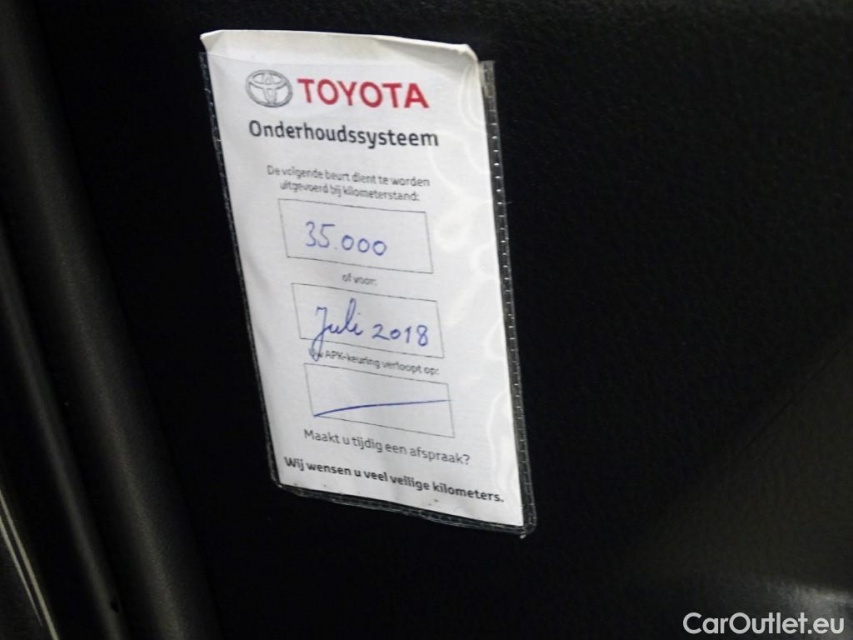 TOYOTA
Onderhoudssysteem
De volgende beurt dient te worden
uitgevoerd bij kilometerstand:
35.000
of voor:
Juli 2018
Uw APK-keuring verloopt op:
Maakt u tijdig een afspraak?
Wij wensen u veel veilige kilometers.
CarOutlet.eu